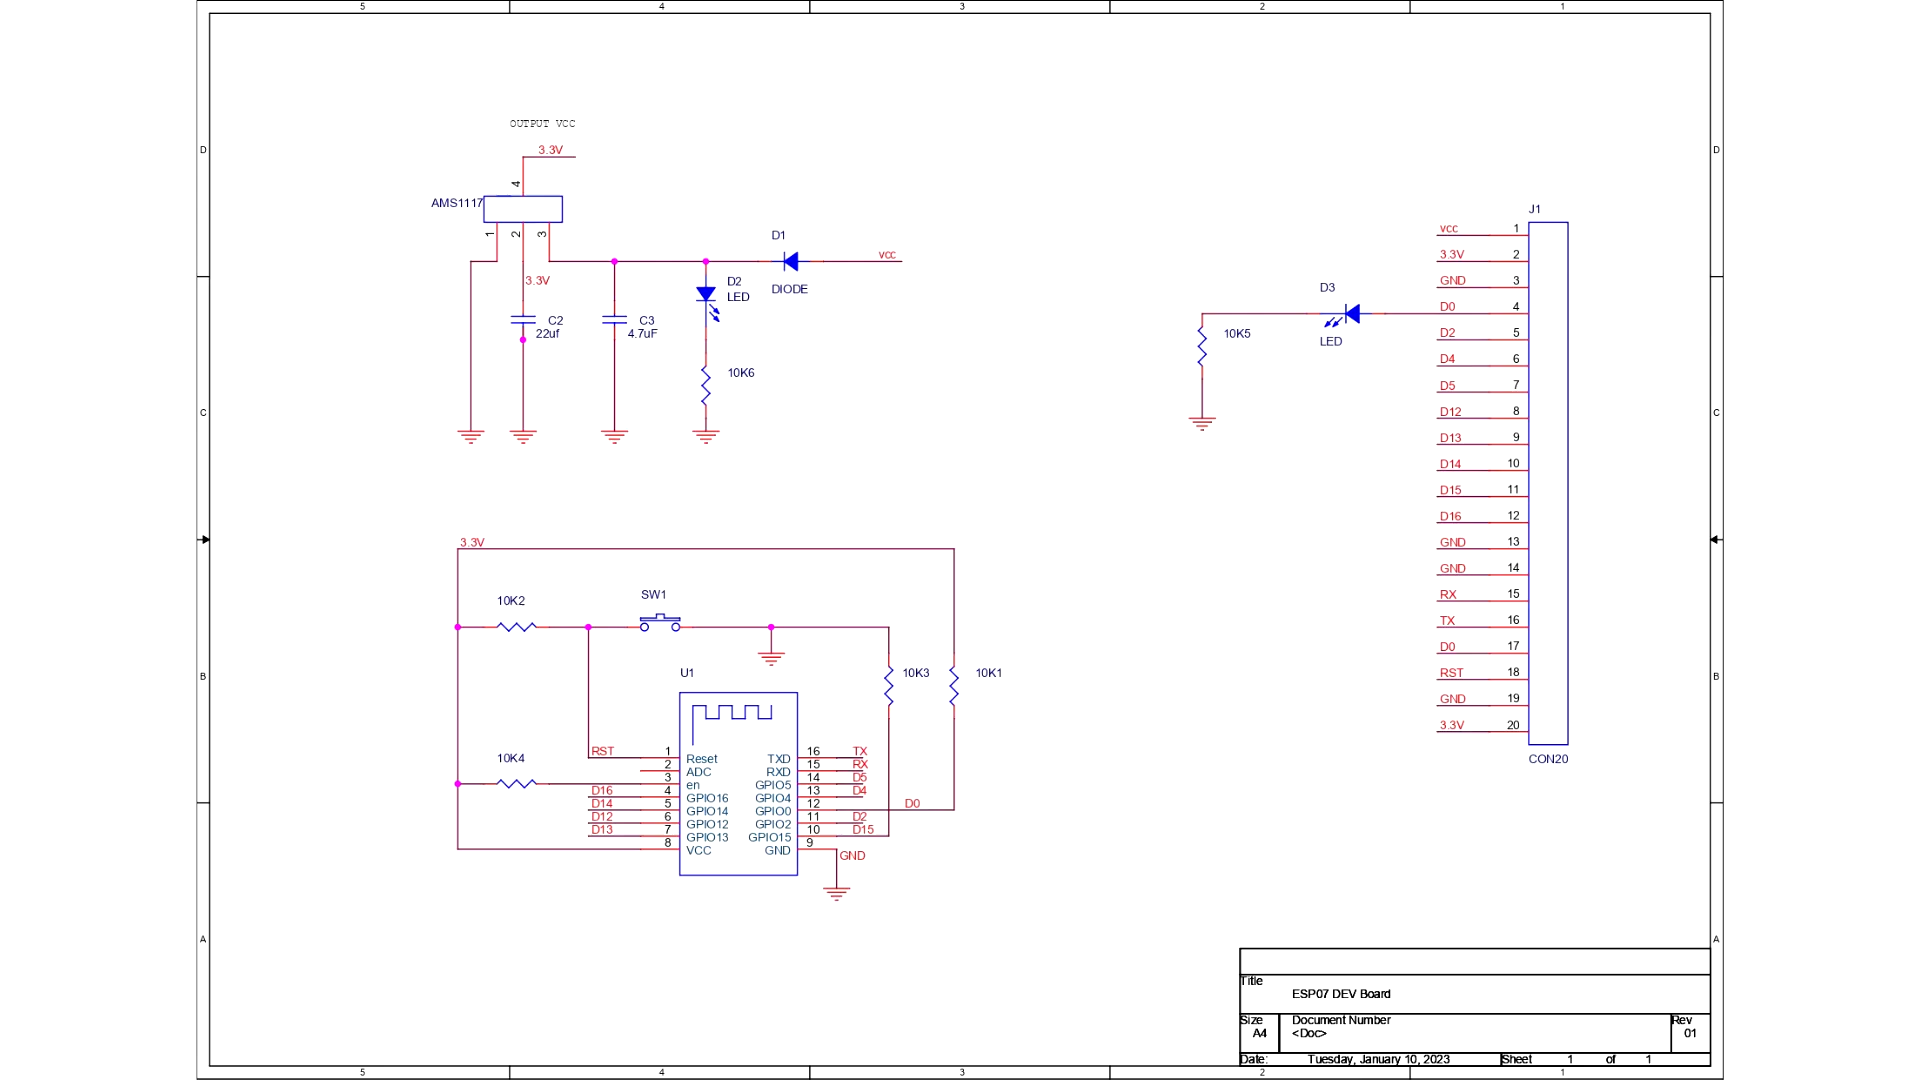 5 4 3 2 1
D D
OUTPUT VCC
3.3V
4
AMS1117
1 2 3
3.3V
C2
22uf
C3
4.7uF
D1
DIODE
vcc
D2
LED
10K6
D3
LED
10K5
J1
vcc 1
3.3V 2
GND 3
D0 4
D2 5
D4 6
D5 7
D12 8
D13 9
D14 10
D15 11
D16 12
GND 13
GND 14
RX 15
TX 16
D0 17
RST 18
GND 19
3.3V 20
CON20
C C
3.3V
10K2
SW1
10K3
10K1
10K4
U1
RST 1 Reset TXD 16 TX
2 ADC RXD 15 RX
3 en GPIO5 14 D5
D16 4 GPIO16 GPIO4 13 D4
D14 5 GPIO14 GPIO0 12 D0
D12 6 GPIO12 GPIO2 11 D2
D13 7 GPIO13 GPIO15 10 D15
8 VCC GND 9
GND
B B
A A
Title
ESP07 DEV Board
Size Document Number Rev
A4 <Doc> 01
Date: Tuesday, January 10, 2023 Sheet 1 of 1
5 4 3 2 1